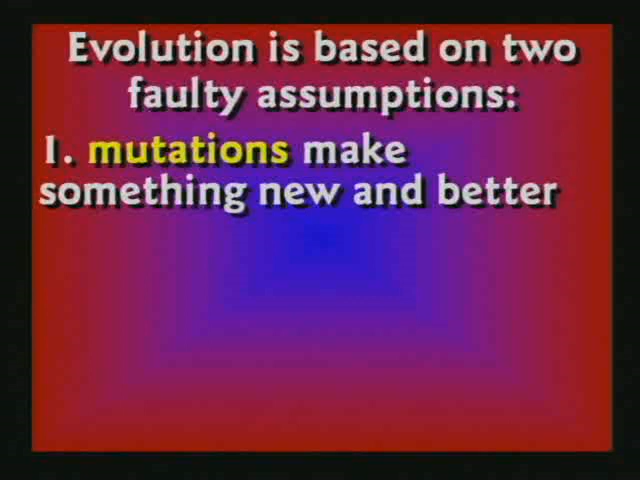 Evolution is based on two
faulty assumptions:
1. mutations make
something new and better